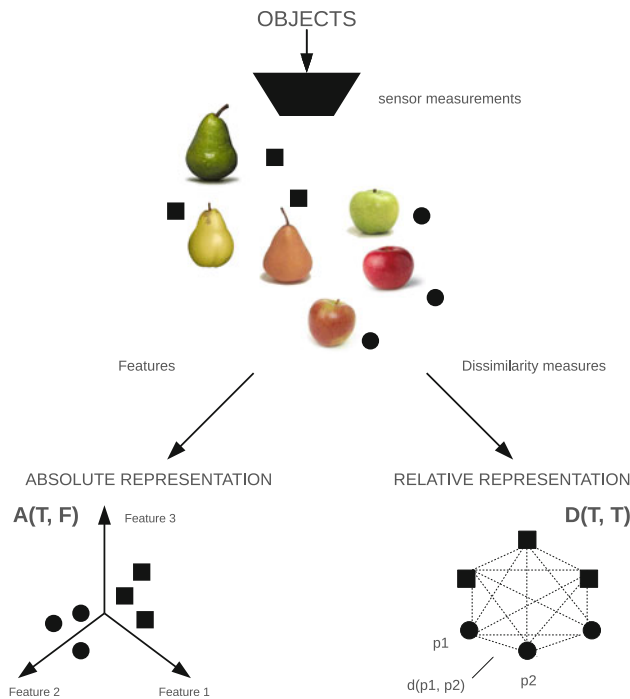 OBJECTS
sensor measurements
Features
Dissimilarity measures
ABSOLUTE REPRESENTATION
RELATIVE REPRESENTATION
A(T, F)
Feature 3
D(T, T)
p1
d(p1, p2)
p2
Feature 2
Feature 1